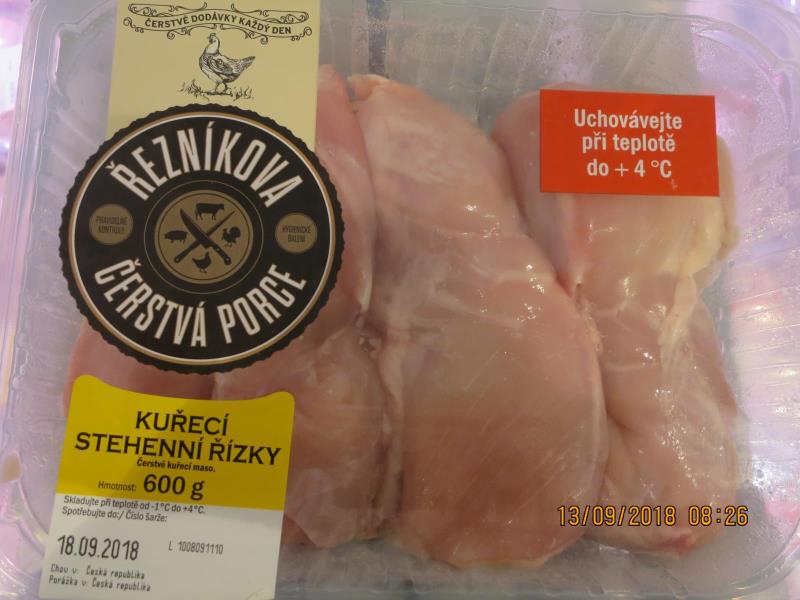 ČERSTVÉ DODÁVKY KAŽDÝ DEN
ŘEZNÍKOVA
PRAVIDELNÉ
KONTROLY
HYGIENICKÉ
BALENÍ
ČERSTVÁ PORCE
Uchovávejte
při teplotě
do + 4 °C
KUŘECÍ
STEHENNÍ ŘÍZKY
Čerstvé kuřecí maso.
Hmotnost: 600 g
Skladujte při teplotě od -1°C do +4°C.
Spotřebujte do:/ Číslo šarže:
18.09.2018 L 1008091110
Chov v: Česká republika
Porážka v: Česká republika
13/09/2018 08:26